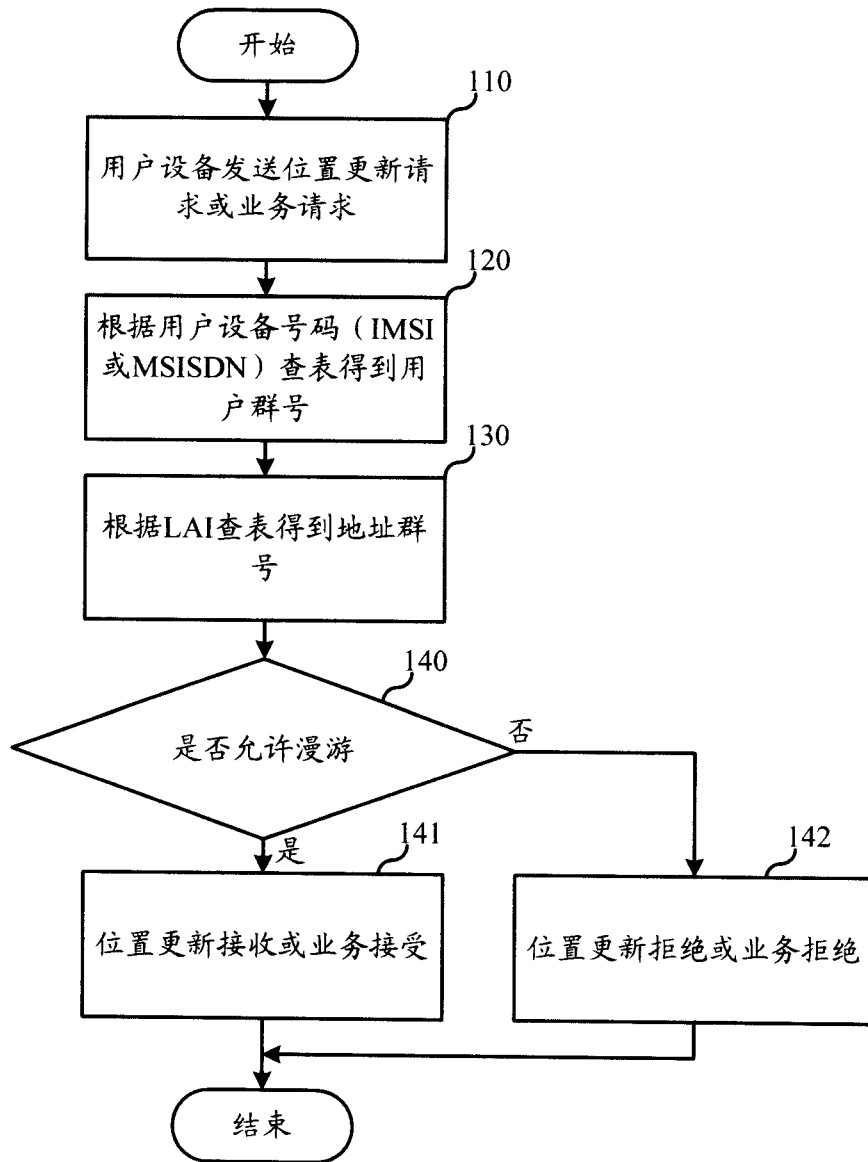 开始
110
用户设备发送位置更新请
求或业务请求
120
根据用户设备号码（IMSI
或MSISDN）查表得到用
户群号
130
根据LAI查表得到地址群
号
140
是否允许漫游
否
是
141
位置更新接收或业务接受
142
位置更新拒绝或业务拒绝
结束